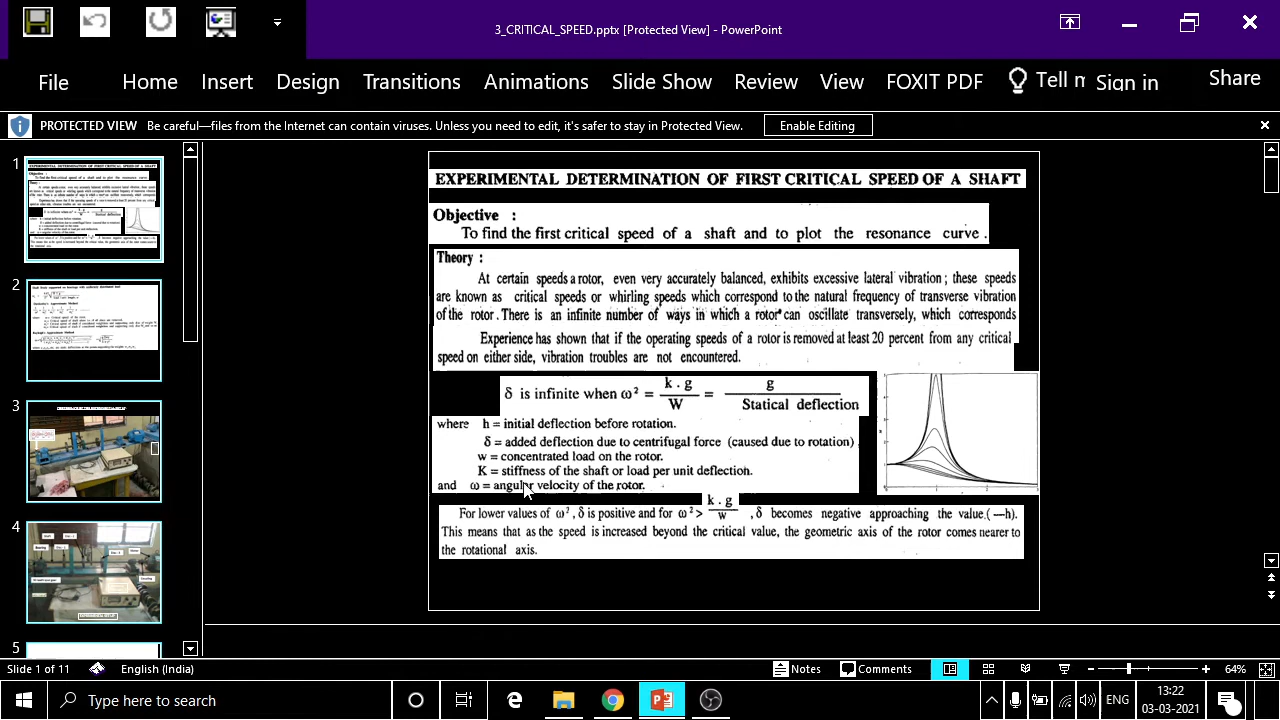 3_CRITICAL_SPEED.pptx [Protected View] - PowerPoint
File Home Insert Design Transitions Animations Slide Show Review View FOXIT PDF Tell Sign in Share
PROTECTED VIEW Be careful—files from the Internet can contain viruses. Unless you need to edit, it's safer to stay in Protected View. Enable Editing
1
2
3
4
5
EXPERIMENTAL DETERMINATION OF FIRST CRITICAL SPEED OF A SHAFT
Objective :
To find the first critical speed of a shaft and to plot the resonance curve.
Theory :
At certain speeds a rotor, even very accurately balanced, exhibits excessive lateral vibration; these speeds
are known as critical speeds or whirling speeds which correspond to the natural frequency of transverse vibration
of the rotor. There is an infinite number of ways in which a rotor can oscillate transversely, which corresponds
Experience has shown that if the operating speeds of a rotor is removed at least 20 percent from any critical
speed on either side, vibration troubles are not encountered.
δ is infinite when ω² = k . g / W = g / Statical deflection
where h = initial deflection before rotation.
δ = added deflection due to centrifugal force (caused due to rotation)
w = concentrated load on the rotor.
K = stiffness of the shaft or load per unit deflection.
and ω = angular velocity of the rotor.
For lower values of ω², δ is positive and for ω² > k . g / w , δ becomes negative approaching the value.(—h).
This means that as the speed is increased beyond the critical value, the geometric axis of the rotor comes nearer to
the rotational axis.
Slide 1 of 11 English (India) Notes Comments 64%
Type here to search ENG 13:22
03-03-2021